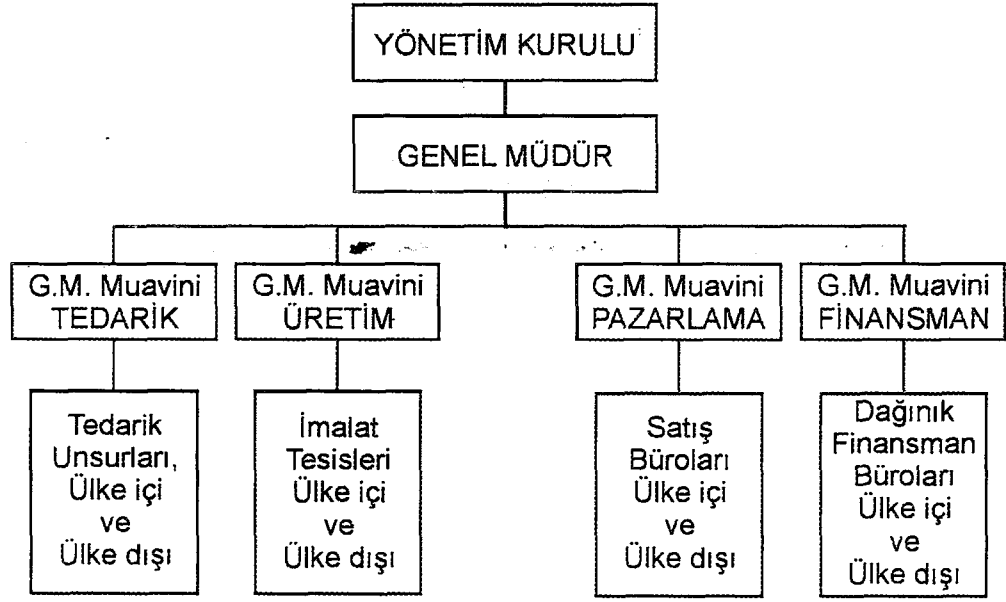 YÖNETİM KURULU
GENEL MÜDÜR
G.M. Muavini
TEDARİK
G.M. Muavini
ÜRETİM
G.M. Muavini
PAZARLAMA
G.M. Muavini
FİNANSMAN
Tedarik
Unsurları,
Ülke içi
ve
Ülke dışı
İmalat
Tesisleri
Ülke içi
ve
Ülke dışı
Satış
Büroları
Ülke içi
ve
Ülke dışı
Dağınık
Finansman
Büroları
Ülke içi
ve
Ülke dışı